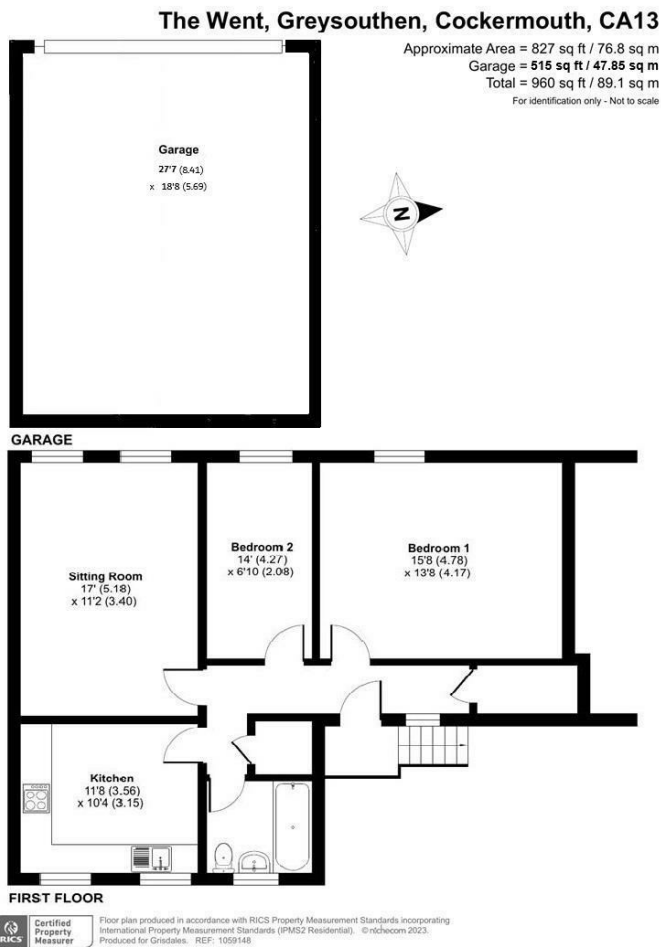 The Went, Greysouthen, Cockermouth, CA13
Approximate Area = 827 sq ft / 76.8 sq m
Garage = 515 sq ft / 47.85 sq m
Total = 960 sq ft / 89.1 sq m
For identification only - Not to scale
Garage
27'7 (8.41)
x 18'8 (5.69)
N
GARAGE
Bedroom 2
14' (4.27)
x 6'10 (2.08)
Bedroom 1
15'8 (4.78)
x 13'8 (4.17)
Sitting Room
17' (5.18)
x 11'2 (3.40)
Kitchen
11'8 (3.56)
x 10'4 (3.15)
FIRST FLOOR
RICS
Certified
Property
Measurer
Floor plan produced in accordance with RICS Property Measurement Standards incorporating
International Property Measurement Standards (IPMS2 Residential). © ntchecom 2023.
Produced for Grisdales. REF: 1059148